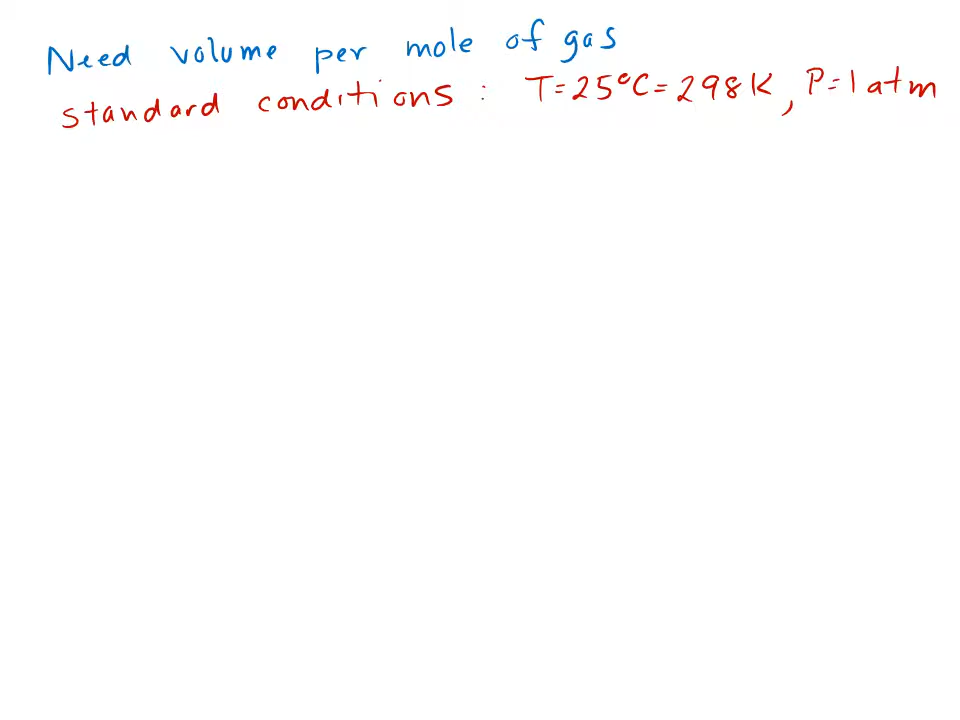 Need volume per mole of gas
standard conditions : T=25°C=298K, P=1atm